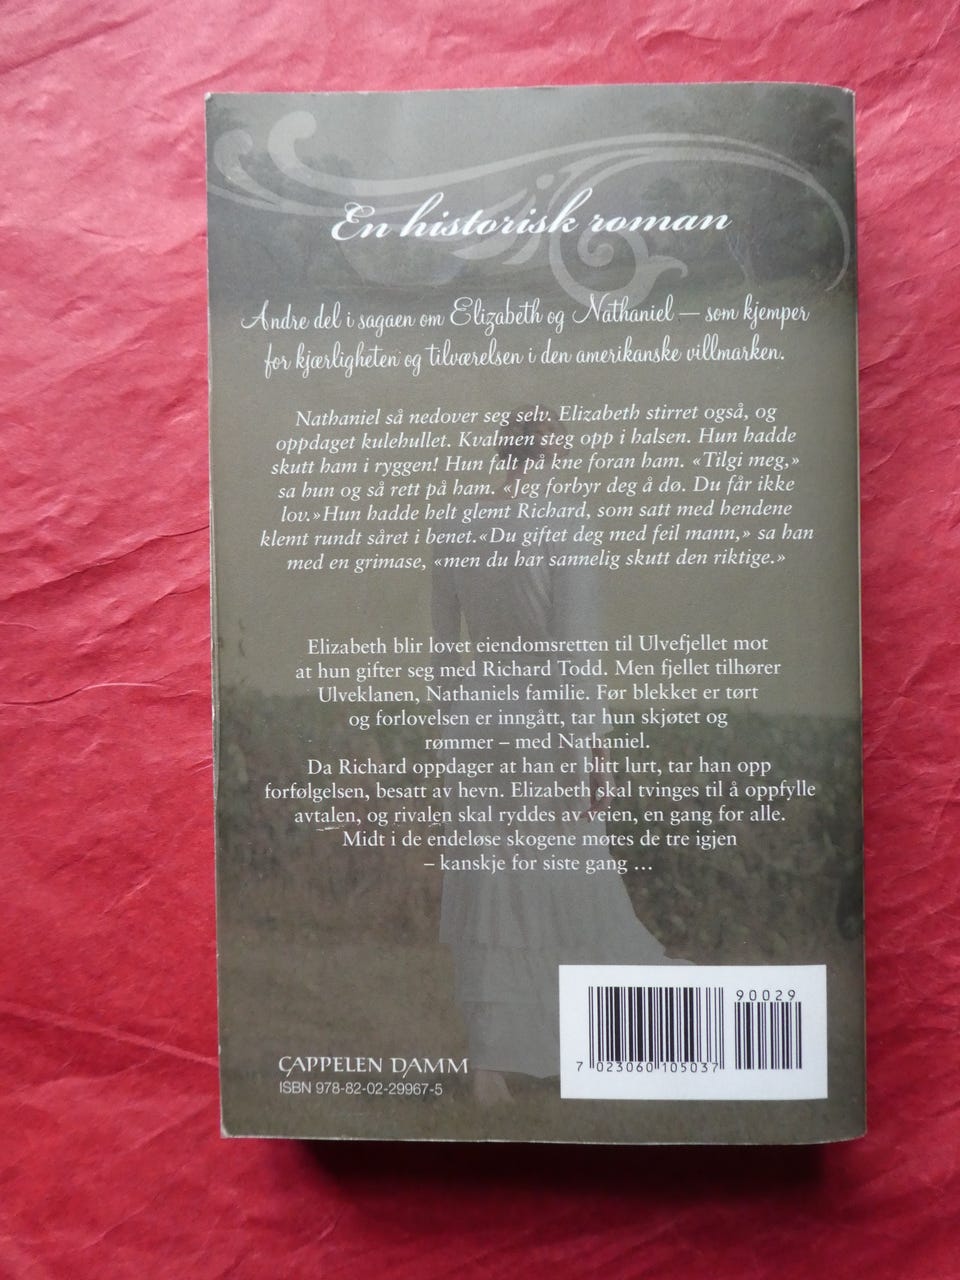 En historisk roman
Andre del i sagaen om Elizabeth og Nathaniel – som kjemper
for kjærligheten og tilværelsen i den amerikanske villmarken.
Nathaniel så nedover seg selv. Elizabeth stirret også, og
oppdaget kulehullet. Kvalmen steg opp i halsen. Hun hadde
skutt ham i ryggen! Hun falt på kne foran ham. «Tilgi meg,»
sa hun og så rett på ham. «Jeg forbyr deg å dø. Du får ikke
lov.»Hun hadde helt glemt Richard, som satt med hendene
klemt rundt såret i benet.«Du giftet deg med feil mann,» sa han
med en grimase, «men du har sannelig skutt den riktige.»
Elizabeth blir lovet eiendomsretten til Ulvefjellet mot
at hun gifter seg med Richard Todd. Men fjellet tilhører
Ulveklanen, Nathaniels familie. Før blekket er tørt
og forlovelsen er inngått, tar hun skjøtet og
rømmer – med Nathaniel.
Da Richard oppdager at han er blitt lurt, tar han opp
forfølgelsen, besatt av hevn. Elizabeth skal tvinges til å oppfylle
avtalen, og rivalen skal ryddes av veien, en gang for alle.
Midt i de endeløse skogene møtes de tre igjen
– kanskje for siste gang …
CAPPELEN DAMM
ISBN 978-82-02-29967-5
90029
7 023060 105037